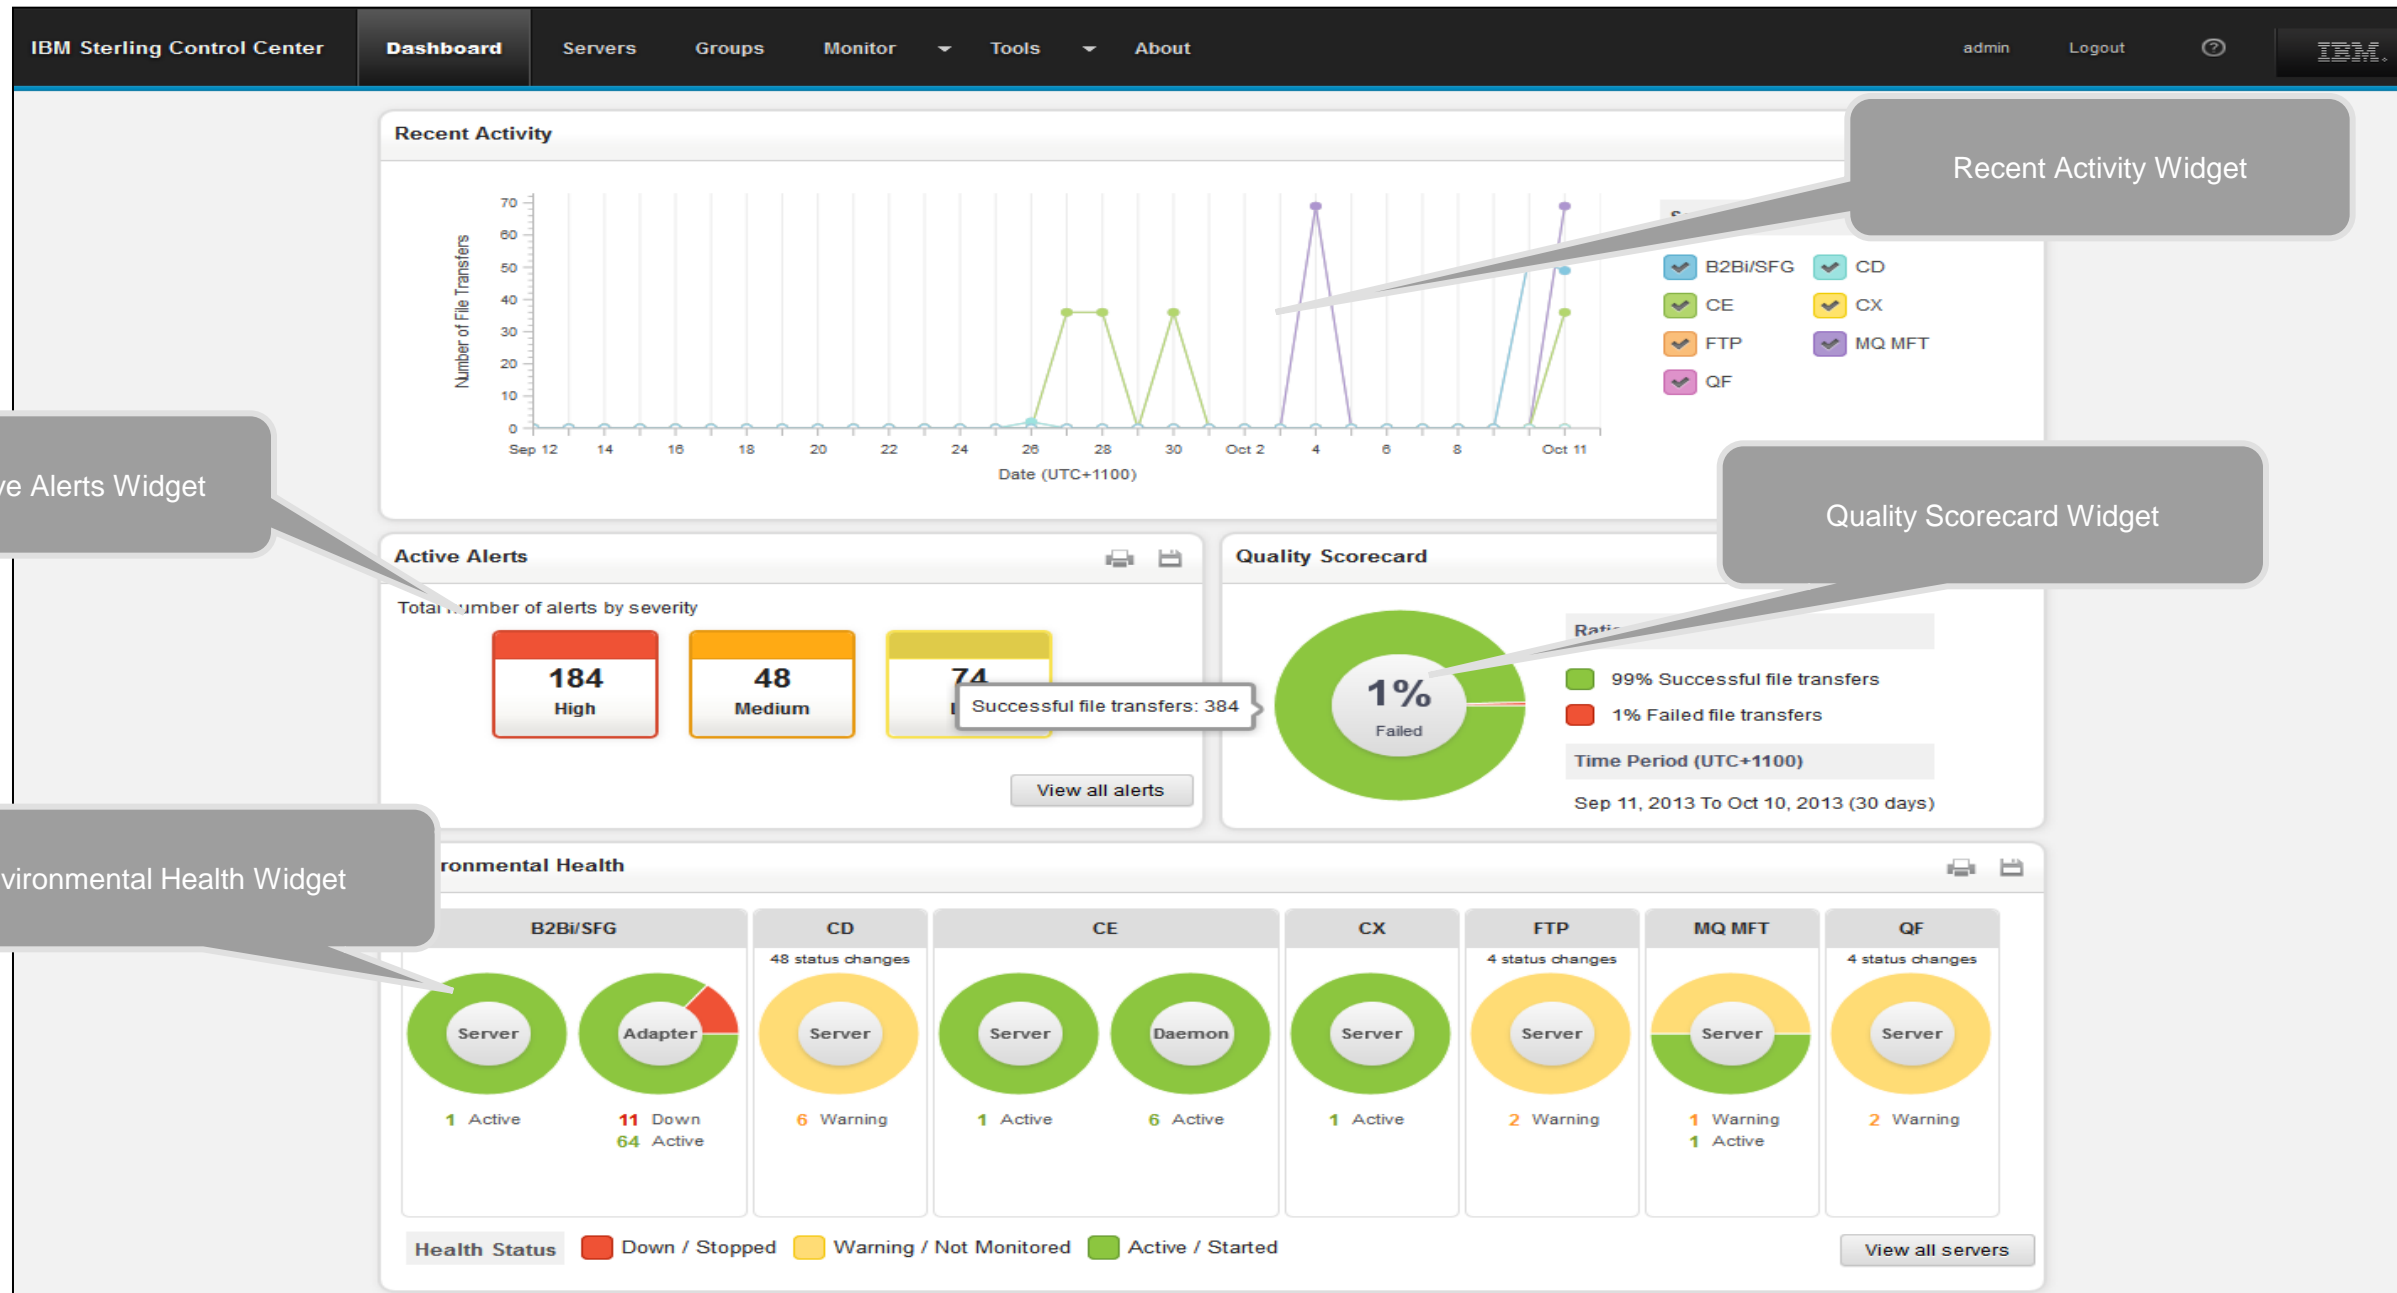 IBM Sterling Control Center Dashboard Servers Groups Monitor Tools About admin Logout ? IBM.
Recent Activity
Recent Activity Widget
70
60
50
40
30
20
10
0
Number of File Transfers
Sep 12 14 16 18 20 22 24 26 28 30 Oct 2 4 6 8 Oct 11
Date (UTC+1100)
B2Bi/SFG CD
CE CX
FTP MQ MFT
QF
Alerts Widget
Quality Scorecard Widget
Active Alerts
Total number of alerts by severity
184
High
48
Medium
74
Successful file transfers: 384
View all alerts
Quality Scorecard
1%
Failed
99% Successful file transfers
1% Failed file transfers
Time Period (UTC+1100)
Sep 11, 2013 To Oct 10, 2013 (30 days)
Health Widget
Health
B2Bi/SFG CD CE CX FTP MQ MFT QF
48 status changes 4 status changes 4 status changes
Server Adapter Server Server Daemon Server Server Server Server
1 Active 11 Down 6 Warning 1 Active 6 Active 1 Active 2 Warning 1 Warning 2 Warning
64 Active 1 Active
Health Status Down / Stopped Warning / Not Monitored Active / Started
View all servers